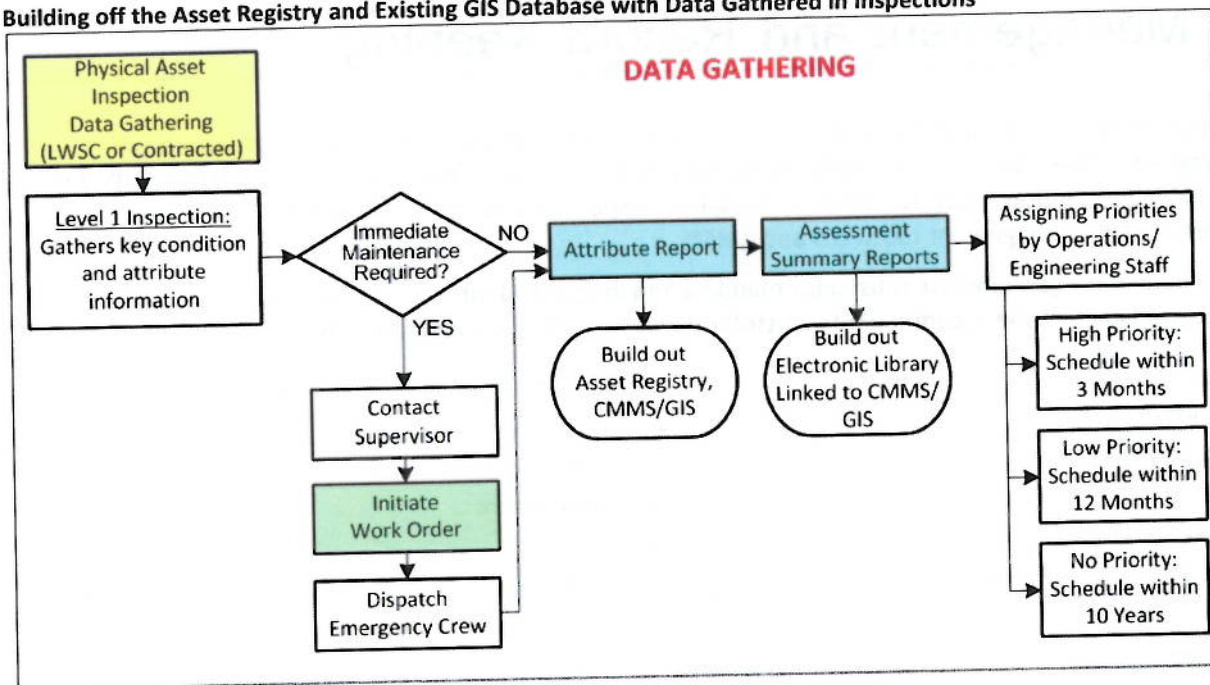 Building off the Asset Registry and Existing GIS Database with Data Gathered in Inspections
DATA GATHERING
Physical Asset
Inspection
Data Gathering
(LWSC or Contracted)
Level 1 Inspection:
Gathers key condition
and attribute
information
Immediate
Maintenance
Required?
NO
YES
Contact
Supervisor
Initiate
Work Order
Dispatch
Emergency Crew
Attribute Report
Build out
Asset Registry,
CMMS/GIS
Assessment
Summary Reports
Build out
Electronic Library
Linked to CMMS/
GIS
Assigning Priorities
by Operations/
Engineering Staff
High Priority:
Schedule within
3 Months
Low Priority:
Schedule within
12 Months
No Priority:
Schedule within
10 Years